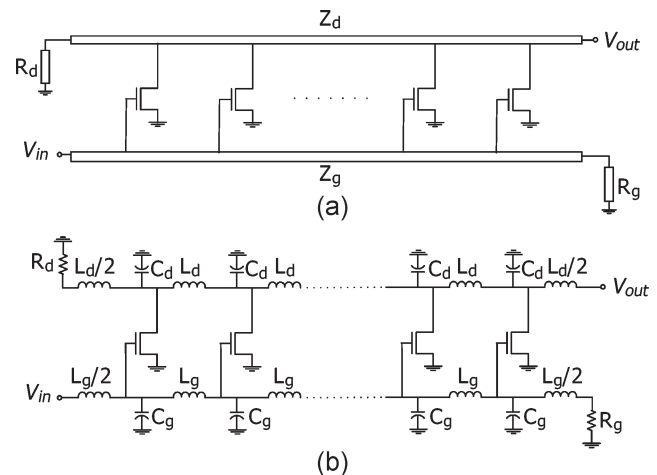 Z_d
R_d
V_out
V_in
Z_g
R_g
(a)
R_d L_d/2 C_d L_d C_d L_d C_d L_d C_d L_d/2
V_out
L_g/2 L_g L_g L_g L_g/2
V_in
C_g C_g C_g C_g R_g
(b)